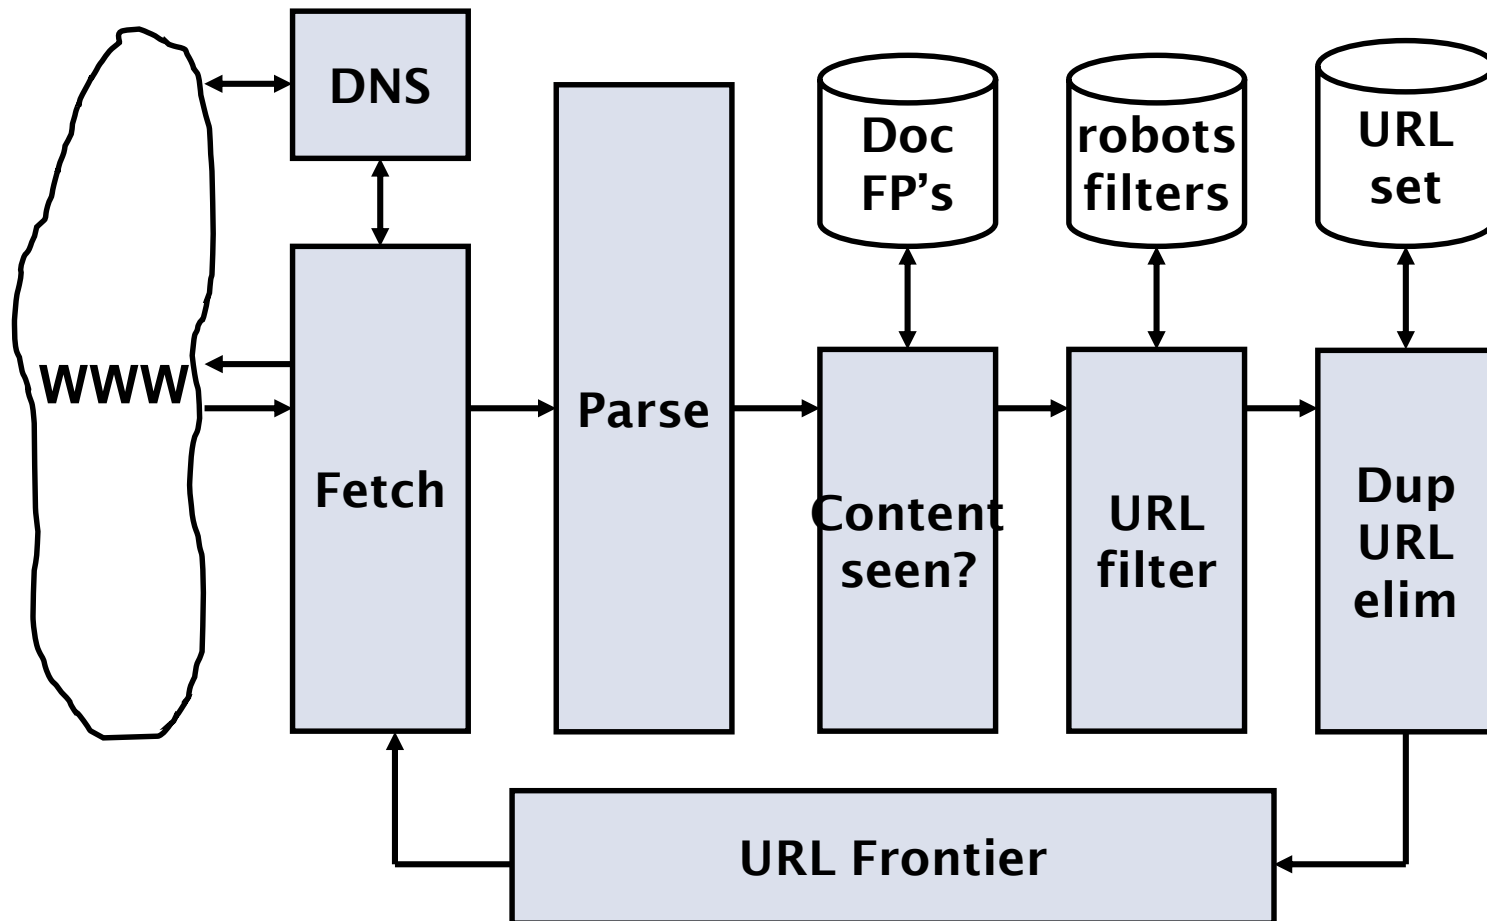 DNS
Doc
FP’s
robots
filters
URL
set
WWW
Fetch
Parse
Content
seen?
URL
filter
Dup
URL
elim
URL Frontier